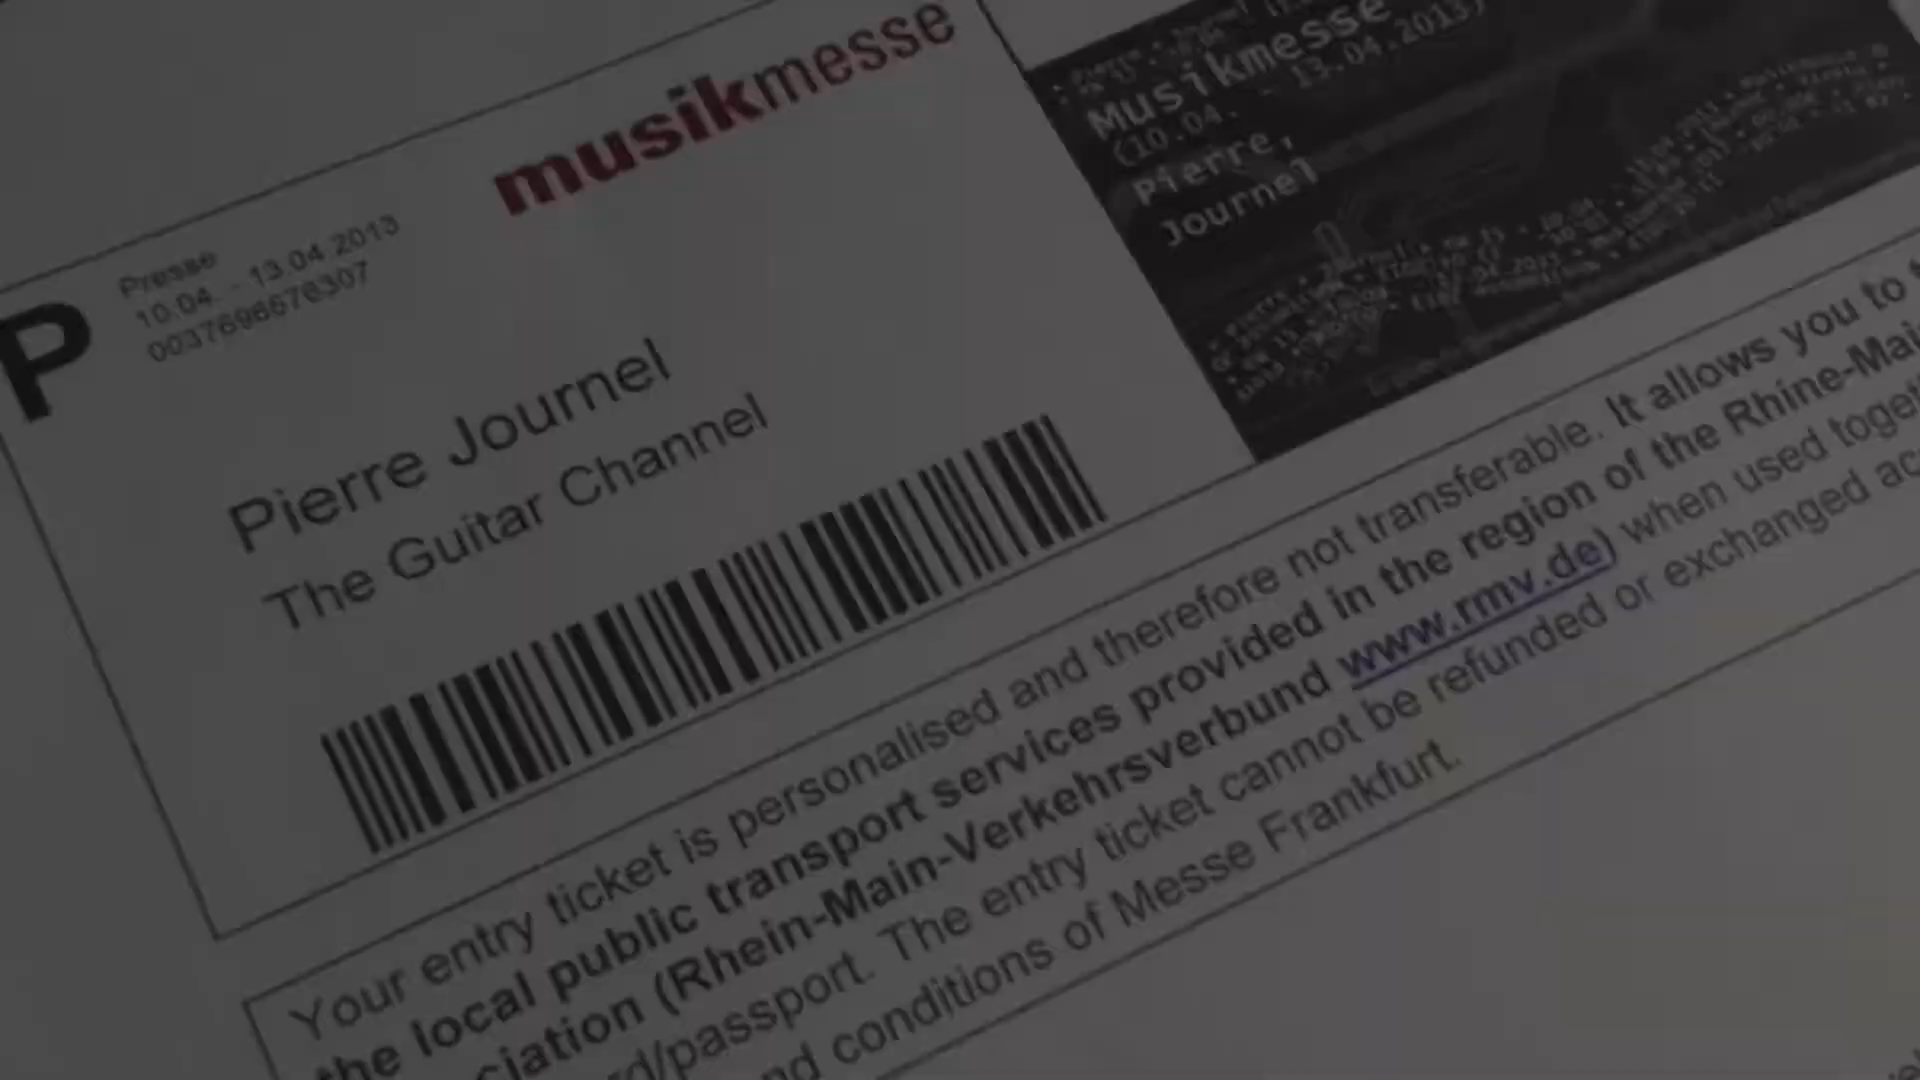 musikmesse
P
Presse
10.04. - 13.04.2013
0037696676307
Pierre Journel
The Guitar Channel
Musikmesse
(10.04. - 13.04.2013)
Pierre,
Journel
Your entry ticket is personalised and therefore not transferable. It allows you to
the local public transport services provided in the region of the Rhine-Mai
ciation (Rhein-Main-Verkehrsverbund www.rmv.de) when used toget
rd/passport. The entry ticket cannot be refunded or exchanged ac
nd conditions of Messe Frankfurt.